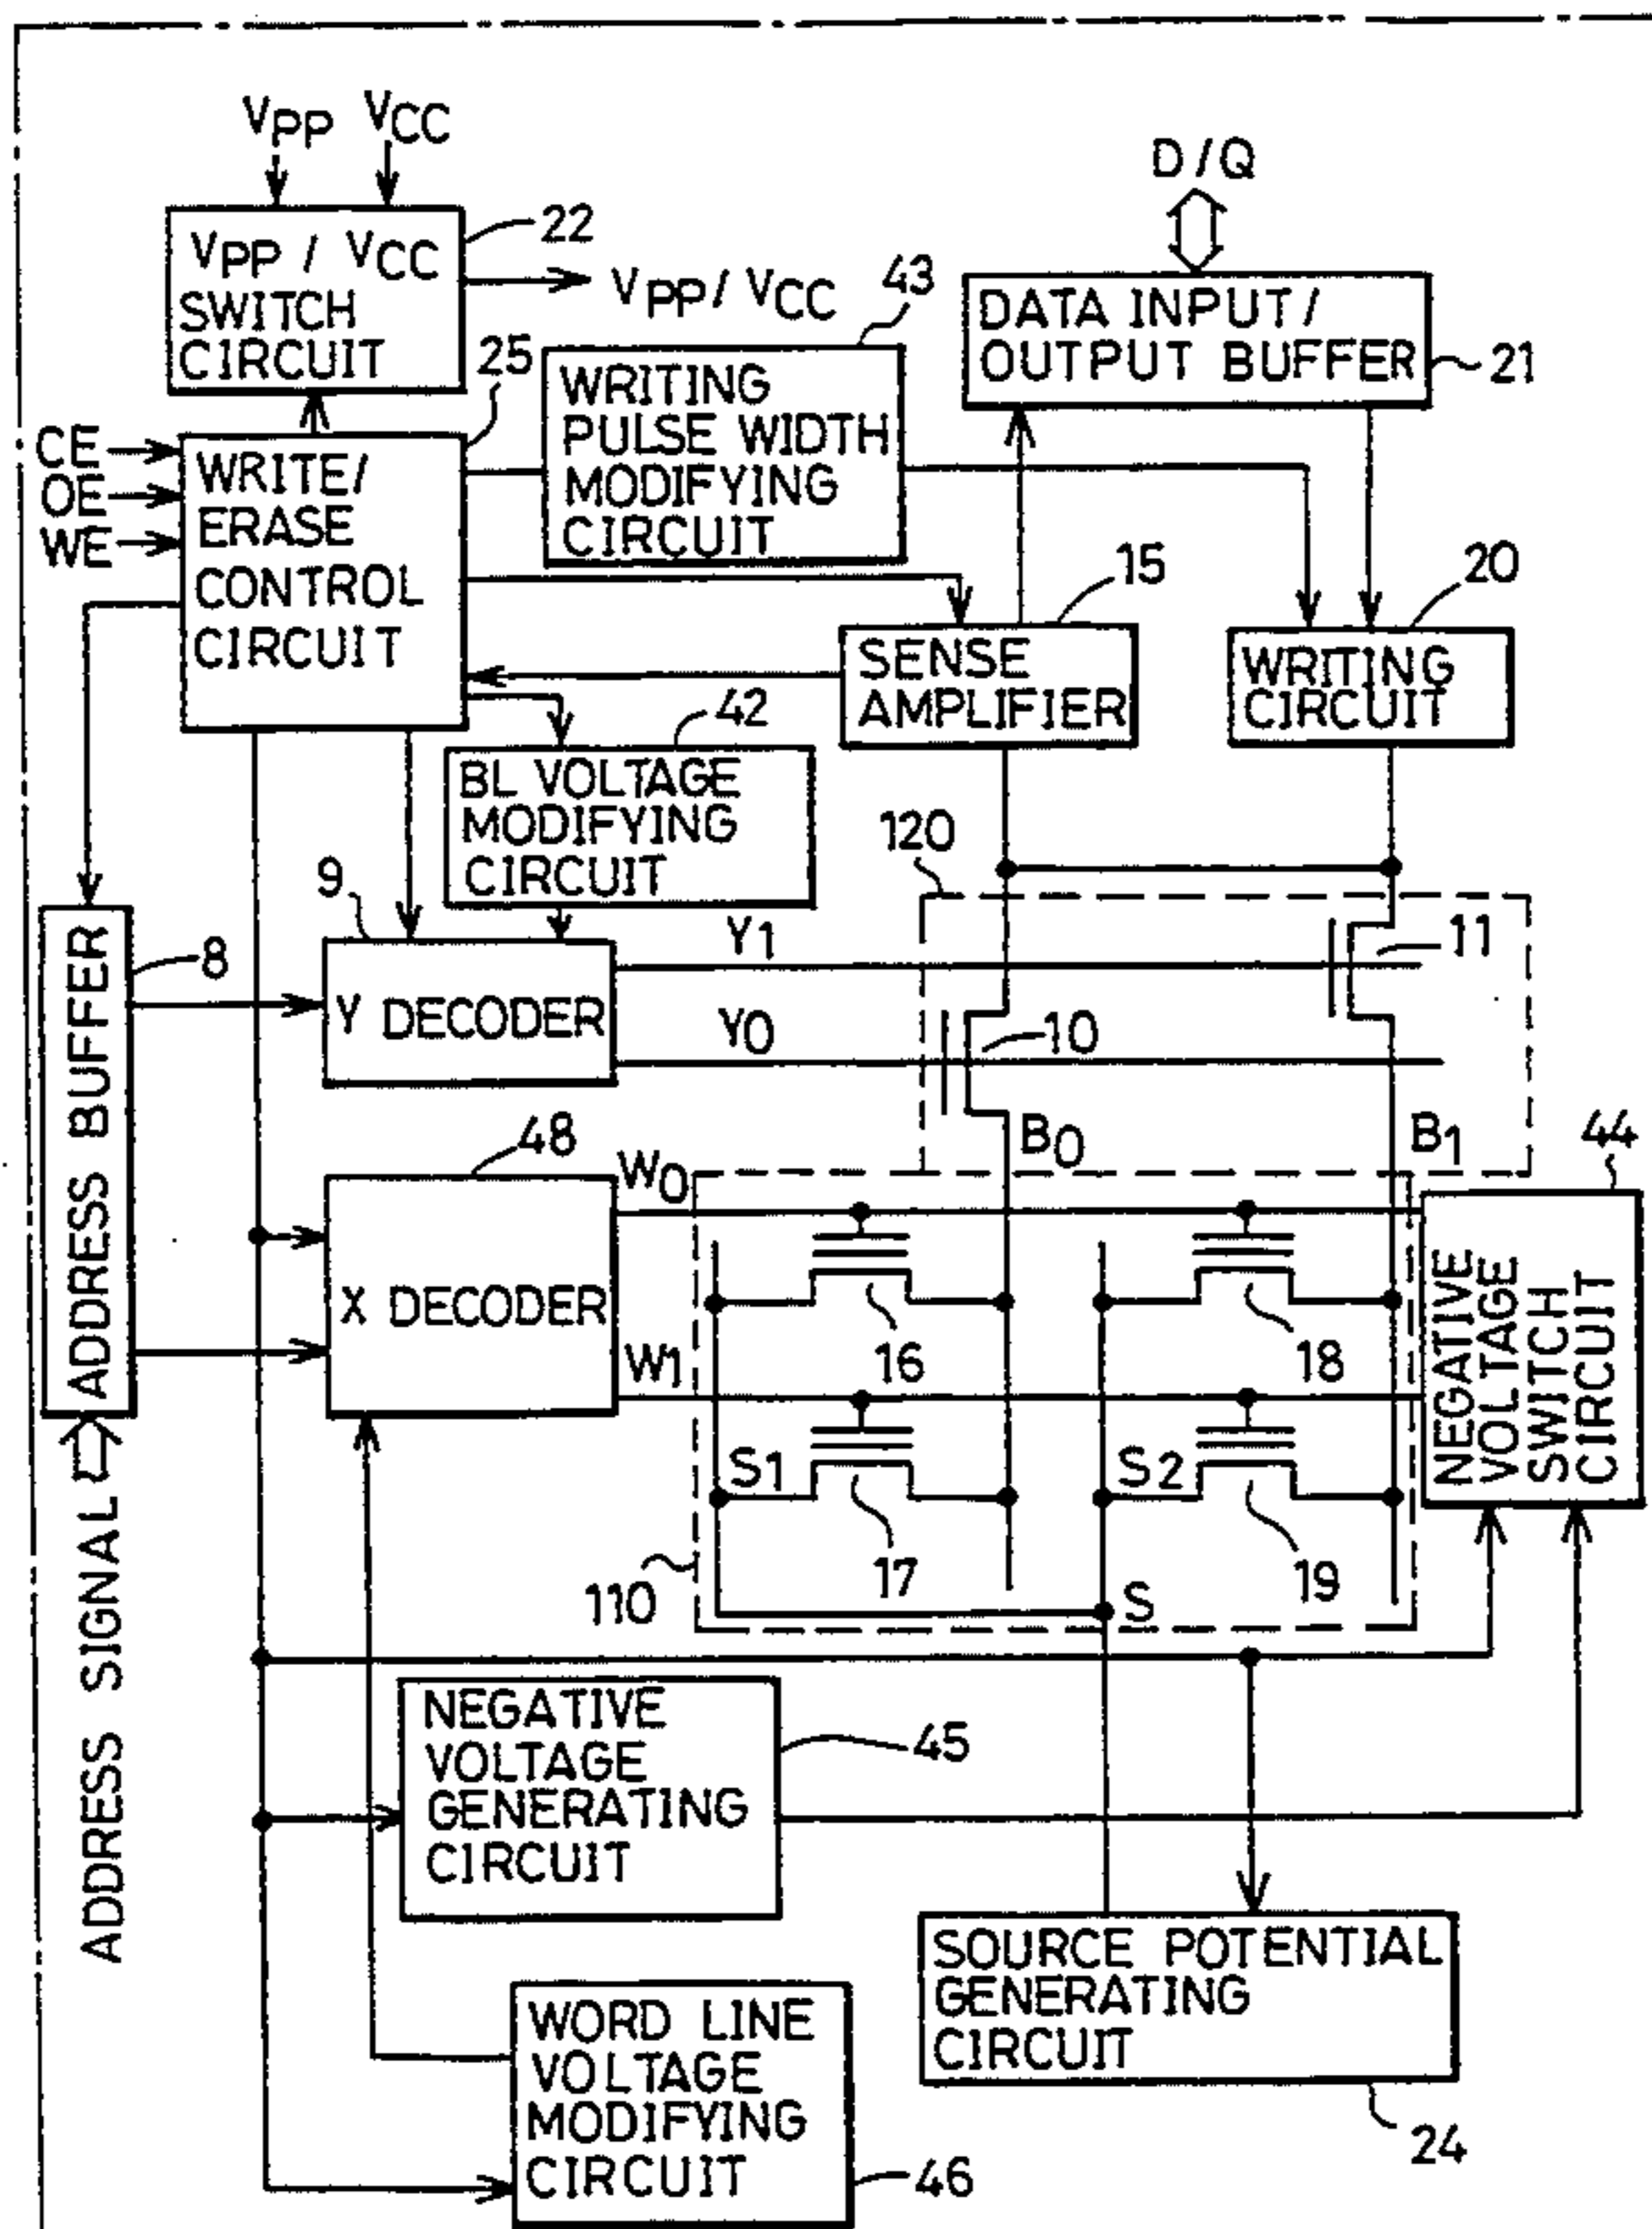 VPP VCC
D/Q
VPP / VCC
SWITCH
CIRCUIT
22
VPP / VCC
43
DATA INPUT/
OUTPUT BUFFER
21
25
WRITING
PULSE WIDTH
MODIFYING
CIRCUIT
CE
OE
WE
WRITE/
ERASE
CONTROL
CIRCUIT
15
20
SENSE
AMPLIFIER
WRITING
CIRCUIT
42
BL VOLTAGE
MODIFYING
CIRCUIT
120
9
Y1
11
8
ADDRESS BUFFER
Y DECODER
Y0
10
B0
B1
44
48
W0
X DECODER
16
18
W1
NEGATIVE
VOLTAGE
SWITCH
CIRCUIT
S1
S2
17
19
110
S
ADDRESS SIGNAL
NEGATIVE
VOLTAGE
GENERATING
CIRCUIT
45
SOURCE POTENTIAL
GENERATING
CIRCUIT
24
WORD LINE
VOLTAGE
MODIFYING
CIRCUIT
46